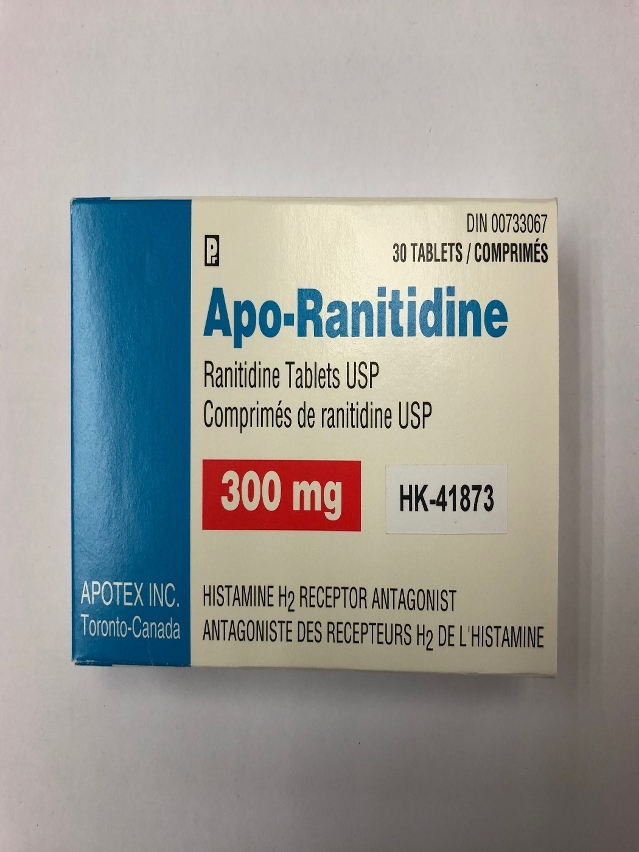 DIN 00733067
30 TABLETS / COMPRIMÉS
Pr
Apo-Ranitidine
Ranitidine Tablets USP
Comprimés de ranitidine USP
300 mg
HK-41873
APOTEX INC.
Toronto-Canada
HISTAMINE H2 RECEPTOR ANTAGONIST
ANTAGONISTE DES RECEPTEURS H2 DE L'HISTAMINE